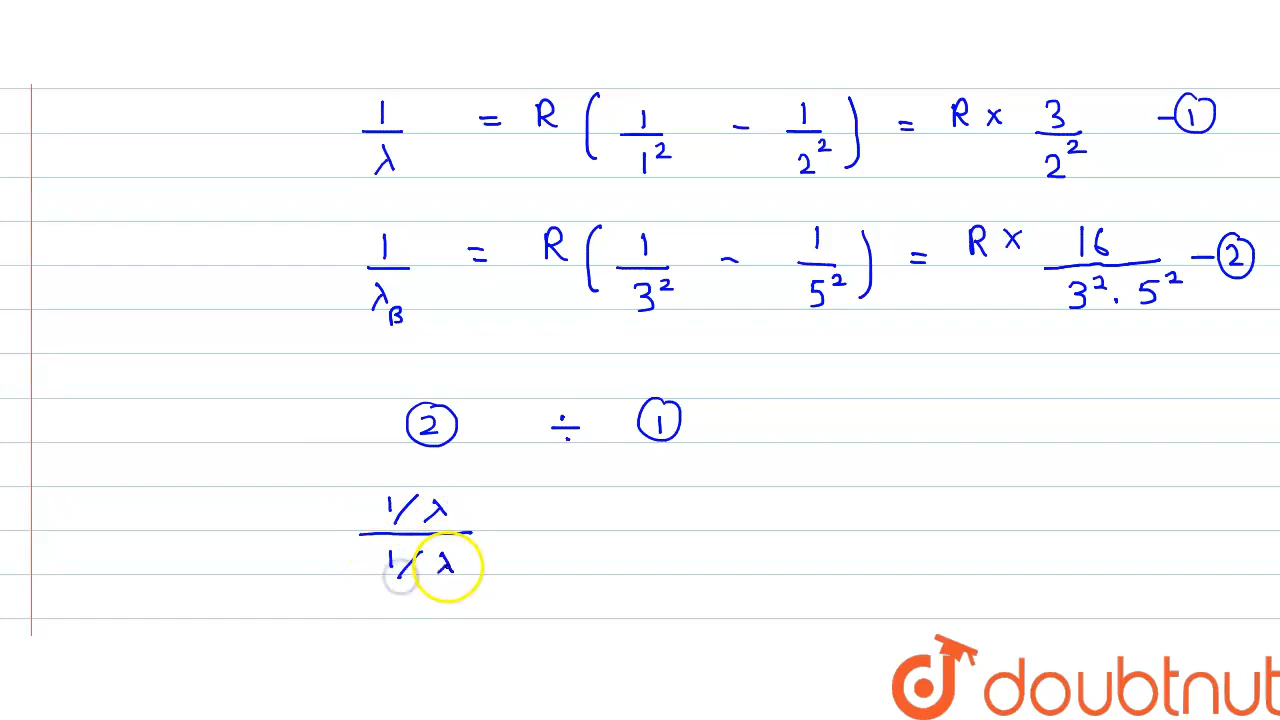 1/λ = R ( 1/1² - 1/2² ) = R × 3/2² -①
1/λβ = R ( 1/3² - 1/5² ) = R × 16/3² . 5² -②
② ÷ ①
1/λ
1/λ
doubtnut